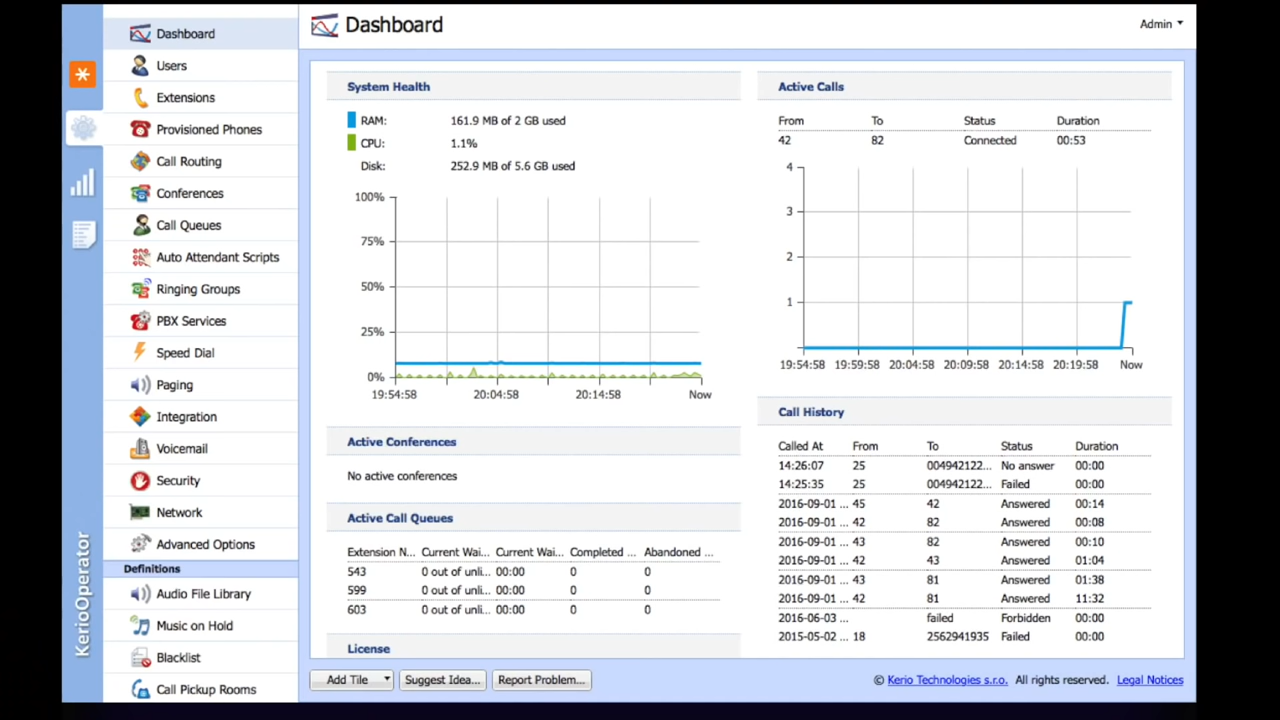 Dashboard
Users
Extensions
Provisioned Phones
Call Routing
Conferences
Call Queues
Auto Attendant Scripts
Ringing Groups
PBX Services
Speed Dial
Paging
Integration
Voicemail
Security
Network
Advanced Options
Definitions
Audio File Library
Music on Hold
Blacklist
Call Pickup Rooms
KerioOperator
Dashboard
Admin
System Health
RAM: 161.9 MB of 2 GB used
CPU: 1.1%
Disk: 252.9 MB of 5.6 GB used
100%
75%
50%
25%
0%
19:54:58 20:04:58 20:14:58 Now
Active Conferences
No active conferences
Active Call Queues
Extension N... Current Wai... Current Wai... Completed ... Abandoned ...
543 0 out of unli... 00:00 0 0
599 0 out of unli... 00:00 0 0
603 0 out of unli... 00:00 0 0
License
Active Calls
From To Status Duration
42 82 Connected 00:53
4
3
2
1
19:54:58 19:59:58 20:04:58 20:09:58 20:14:58 20:19:58 Now
Call History
Called At From To Status Duration
14:26:07 25 004942122... No answer 00:00
14:25:35 25 004942122... Failed 00:00
2016-09-01 ... 45 42 Answered 00:14
2016-09-01 ... 42 82 Answered 00:08
2016-09-01 ... 43 82 Answered 00:10
2016-09-01 ... 42 43 Answered 01:04
2016-09-01 ... 43 81 Answered 01:38
2016-09-01 ... 42 81 Answered 11:32
2016-06-03 ... failed Forbidden 00:00
2015-05-02 ... 18 2562941935 Failed 00:00
Add Tile Suggest Idea... Report Problem...
© Kerio Technologies s.r.o. All rights reserved. Legal Notices